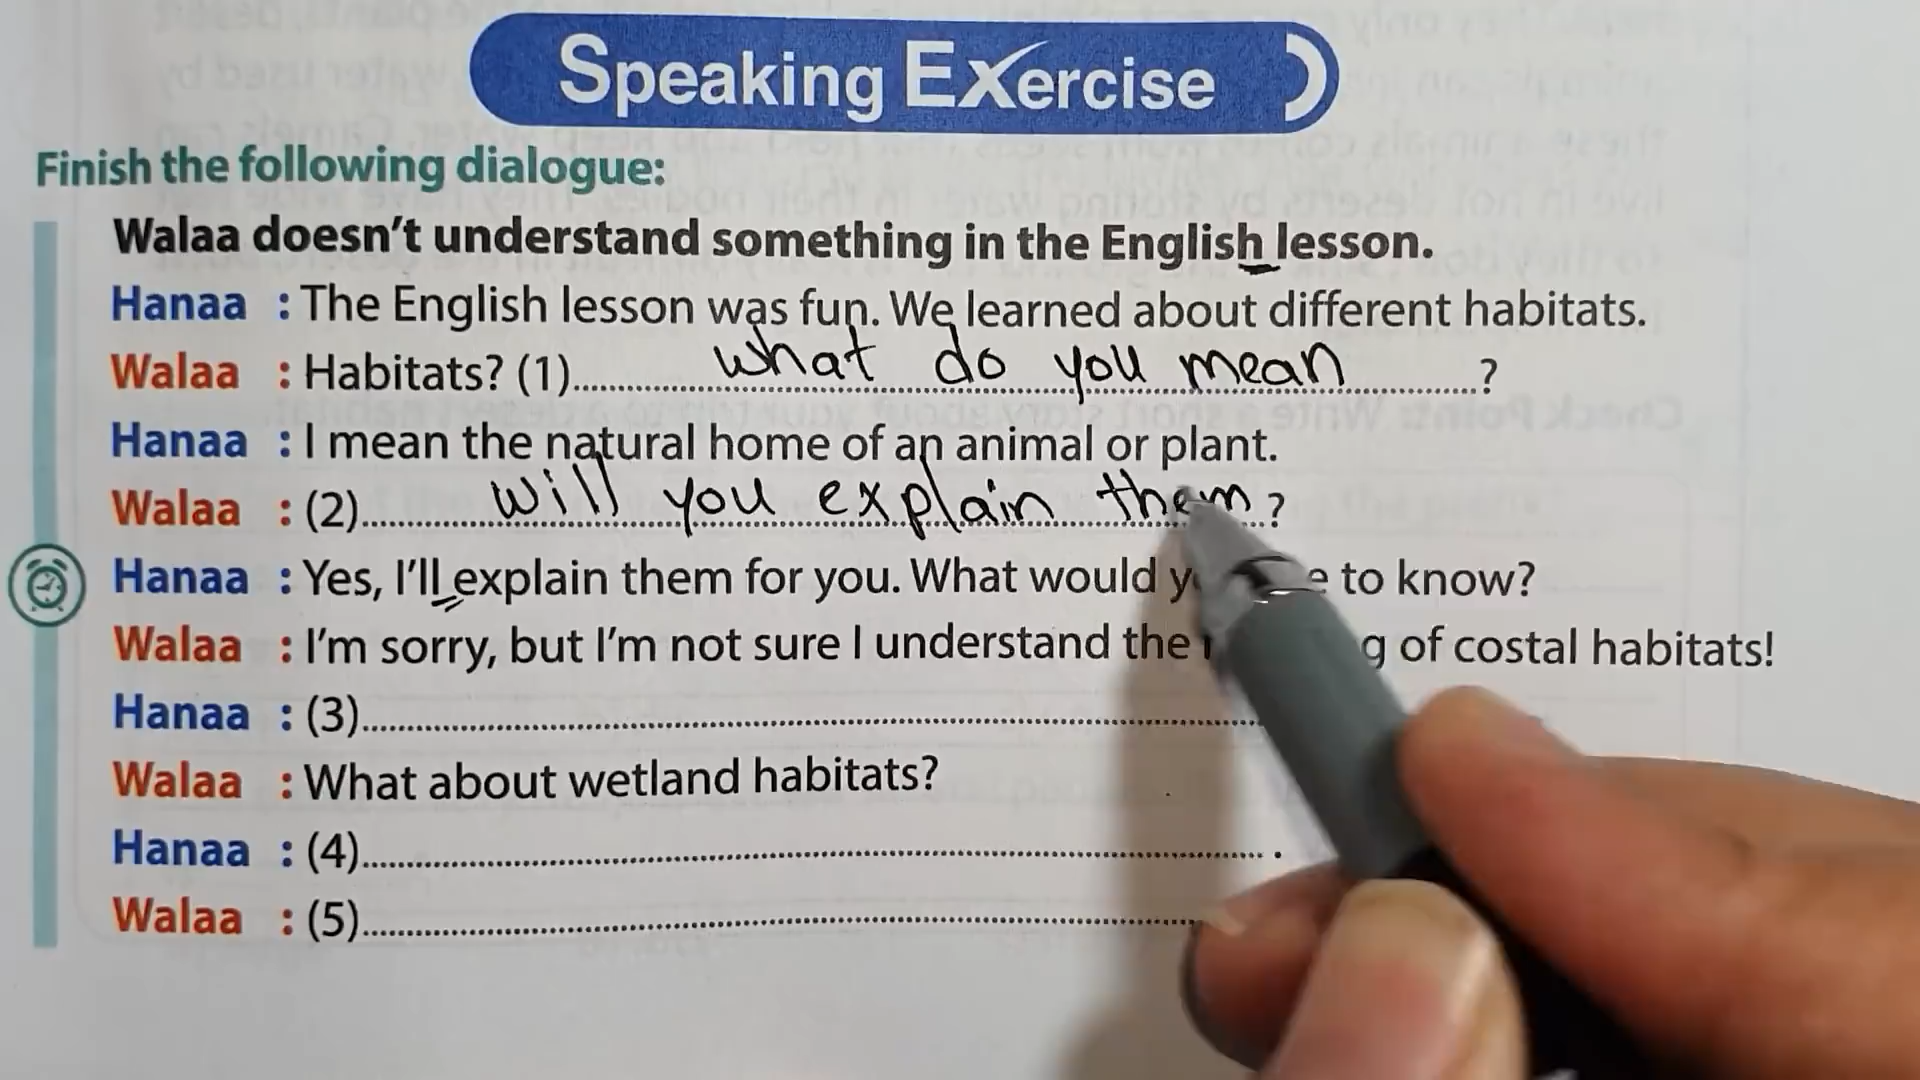 Speaking Exercise
Finish the following dialogue:
Walaa doesn't understand something in the English lesson.
Hanaa : The English lesson was fun. We learned about different habitats.
Walaa : Habitats? (1)........ what do you mean ........?
Hanaa : I mean the natural home of an animal or plant.
Walaa : (2)........ will you explain them ?
Hanaa : Yes, I'll explain them for you. What would to know?
Walaa : I'm sorry, but I'm not sure I understand the of costal habitats!
Hanaa : (3)................
Walaa : What about wetland habitats?
Hanaa : (4)................ .
Walaa : (5)................